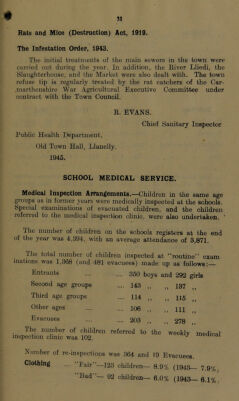 31
Rats and Mice (Destruction) Act, 1919.
The Infestation Order, 1943.
The initial treatments of the main sewers in the town were
carried out during the year. In addition, the River Lliedi, the
Slaughterhouse, and the Market were also dealt with. The town
refuse tip is regularly treated by the rat catchers of the Car-
marthenshire War Agricultural Executive Committee under
contract with the Town Council.
R. EVANS.
Chief Sanitary Inspector
Public Health Department,
Old Town Hall, Llanelly.
1945.
SCHOOL MEDICAL SERVICE.
Medical Inspection Arrangements.—Children in the same age
groups as in former years were medically inspected at the schools.
Special examinations of evacuated children, and the children
referred to the medical inspection clinic, were also undertaken.
The number of children on the schools registers at the end
of the year was 4,594, with an average attendance of 3,871.
The total number of children inspected at "routine" exam
inations was 1,368 (and 481 evacuees) made up as follows:—
Entrants ... 350 boys and 292 girls
Second age groups ... 143 ,, ,, 137 ,,
Third age groups ... 114 ,, ,, 115 ,,
Other ages ... 106 ,, ,, 111 ,,
Evacuees ... 203 ,, ,, 278 ,,
The number of children referred to the weekly medical
inspection clinic was 102.
Number of re-inspections was 364 and 19 Evacuees.
Clothing ... "Fair"—123 children— 8.9% (1943— 7.9%,
"Bad"— 92 children— 6.0% (1943— 6.1%,